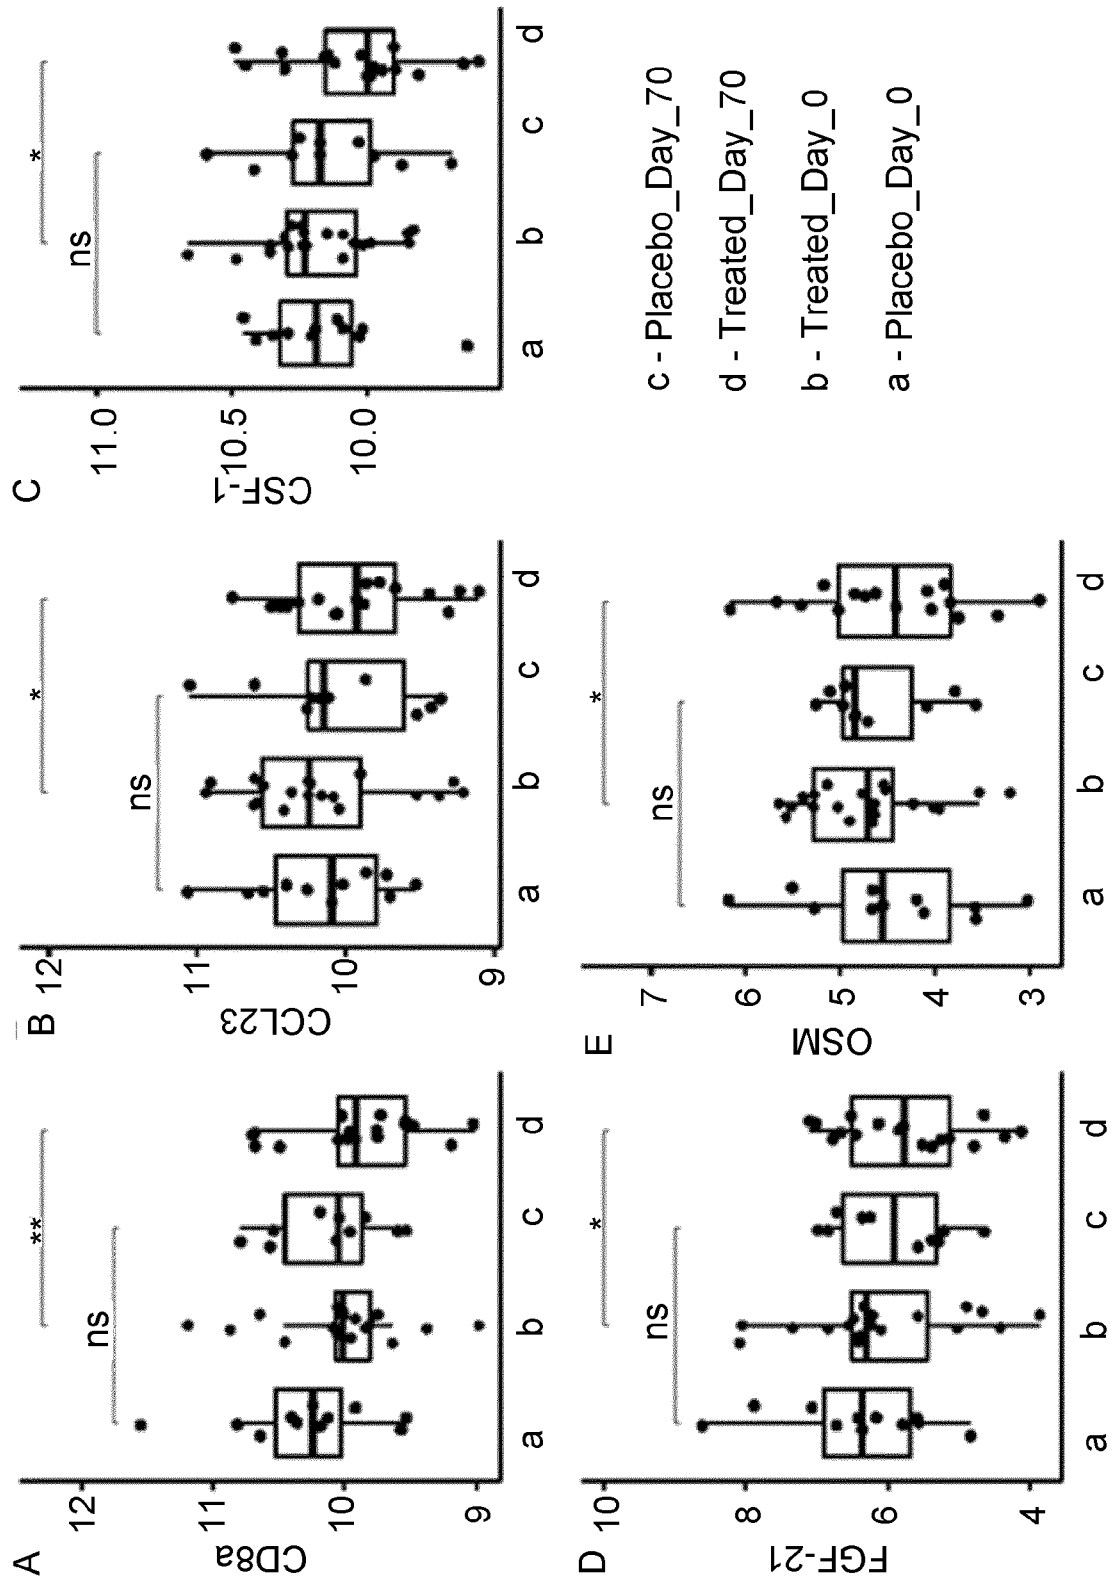 A
CD8a
12
11
10
9
ns
**
a
b
c
d
B
CCL23
12
11
10
9
ns
*
a
b
c
d
C
CSF-1
11.0
10.5
10.0
ns
*
a
b
c
d
D
FGF-21
10
8
6
4
ns
*
a
b
c
d
E
OSM
7
6
5
4
3
ns
*
a
b
c
d
c - Placebo_Day_70
d - Treated_Day_70
b - Treated_Day_0
a - Placebo_Day_0